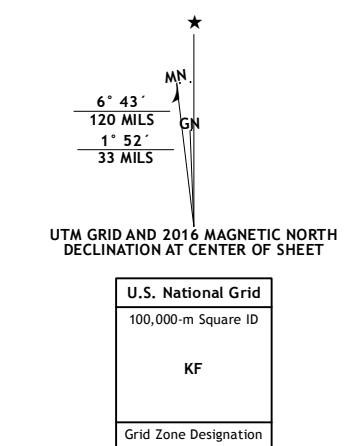 ★
MN
6° 43´
120 MILS
GN
1° 52´
33 MILS
UTM GRID AND 2016 MAGNETIC NORTH
DECLINATION AT CENTER OF SHEET
U.S. National Grid
100,000-m Square ID
KF
Grid Zone Designation